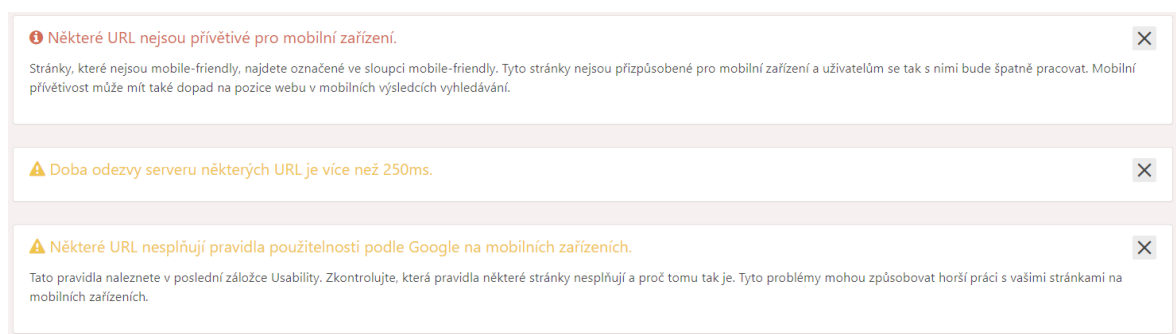 Některé URL nejsou přívětivé pro mobilní zařízení.
Stránky, které nejsou mobile-friendly, najdete označené ve sloupci mobile-friendly. Tyto stránky nejsou přizpůsobené pro mobilní zařízení a uživatelům se tak s nimi bude špatně pracovat. Mobilní
přívětivost může mít také dopad na pozice webu v mobilních výsledcích vyhledávání.
Doba odezvy serveru některých URL je více než 250ms.
Některé URL nesplňují pravidla použitelnosti podle Google na mobilních zařízeních.
Tato pravidla naleznete v poslední záložce Usability. Zkontrolujte, která pravidla některé stránky nesplňují a proč tomu tak je. Tyto problémy mohou způsobovat horší práci s vašimi stránkami na
mobilních zařízeních.